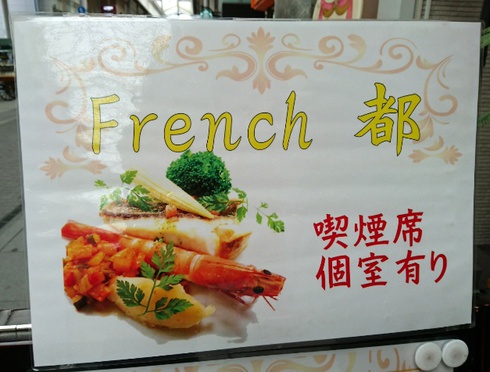 French 都
喫煙席
個室有り